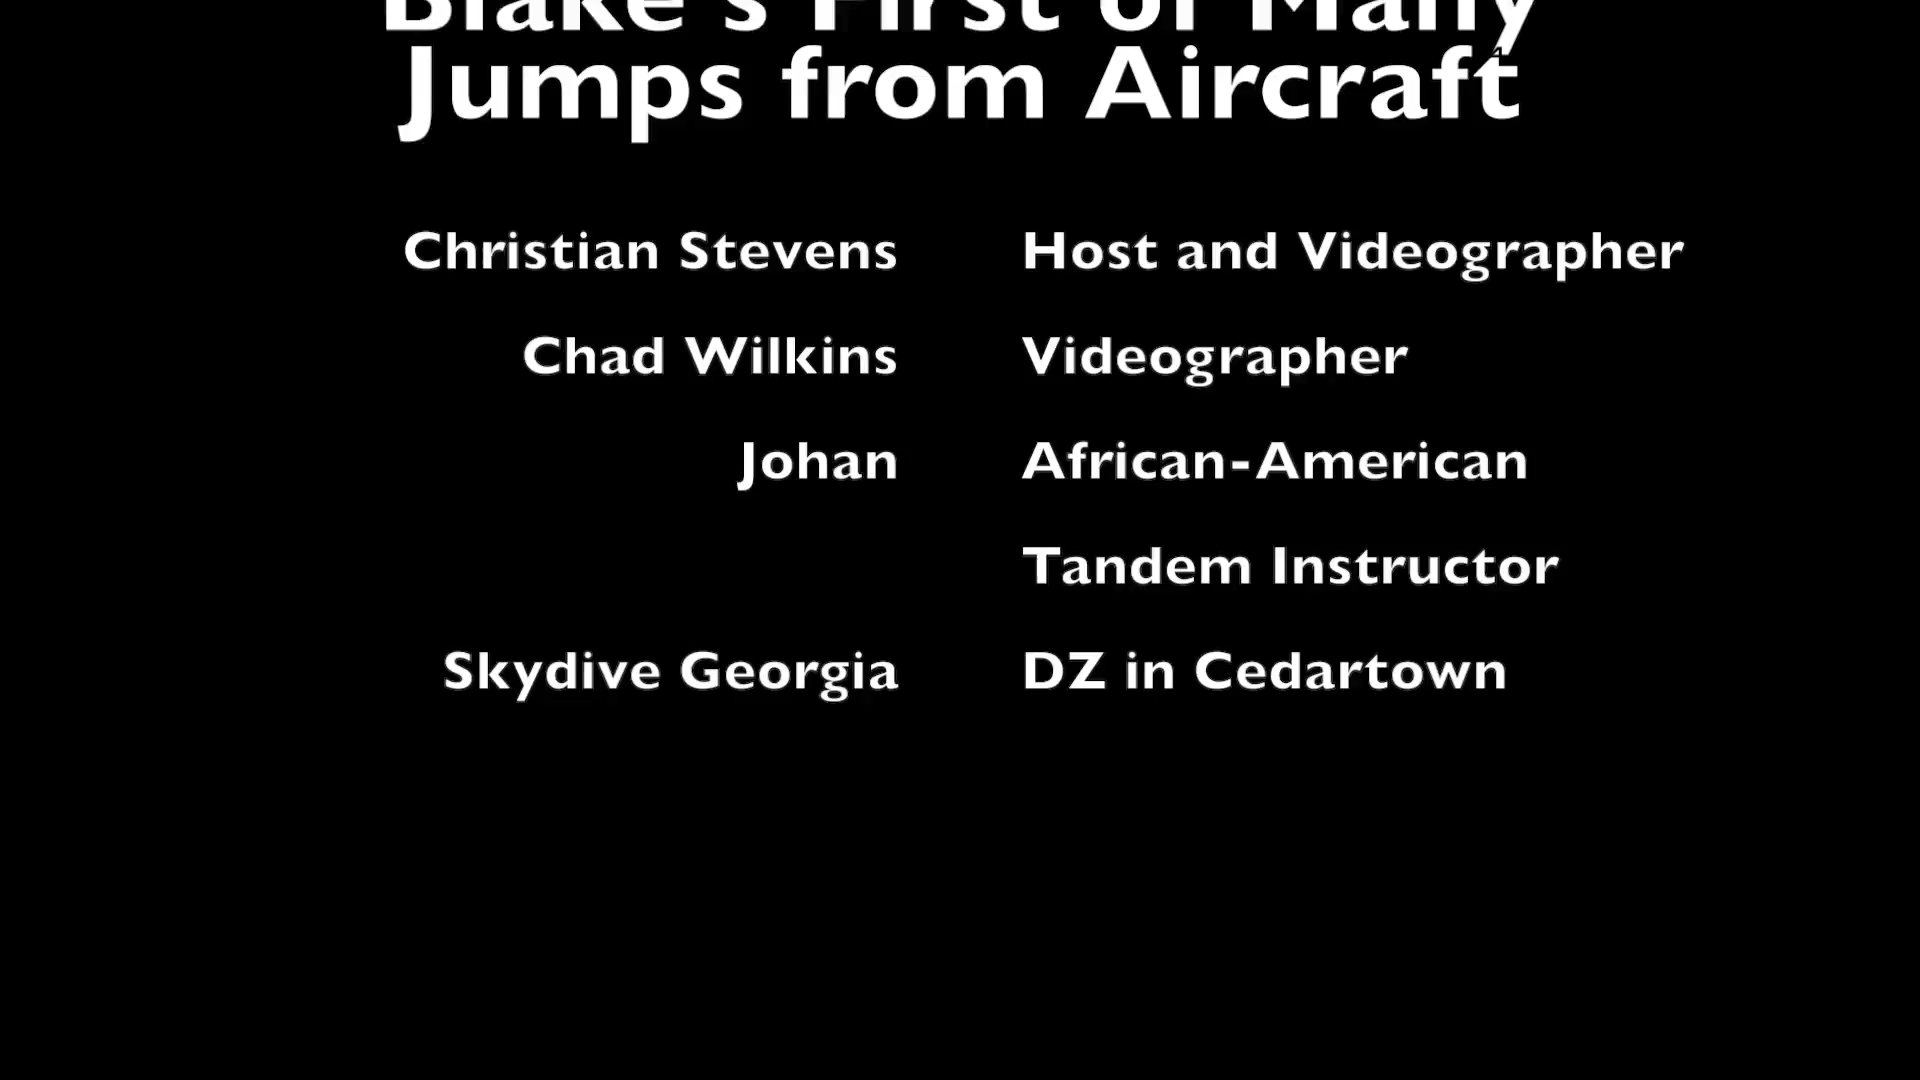 Blake's First of Many
Jumps from Aircraft
Christian Stevens Host and Videographer
Chad Wilkins Videographer
Johan African-American
Tandem Instructor
Skydive Georgia DZ in Cedartown